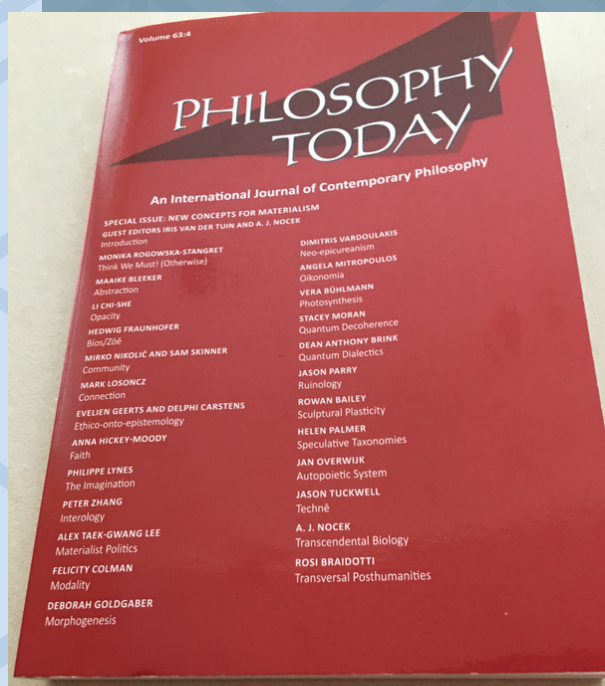 Volume 63:4
PHILOSOPHY
TODAY
An International Journal of Contemporary Philosophy
SPECIAL ISSUE: NEW CONCEPTS FOR MATERIALISM
GUEST EDITORS IRIS VAN DER TUIN AND A. J. NOCEK
Introduction
MONIKA ROGOWSKA-STANGRET
Think We Must! (Otherwise)
MAAIKE BLEEKER
Abstraction
LI CHI-SHE
Opacity
HEDWIG FRAUNHOFER
Bios/Zōē
MIRKO NIKOLIĆ AND SAM SKINNER
Community
MARK LOSONCZ
Connection
EVELIEN GEERTS AND DELPHI CARSTENS
Ethico-onto-epistemology
ANNA HICKEY-MOODY
Faith
PHILIPPE LYNES
The Imagination
PETER ZHANG
Interology
ALEX TAEK-GWANG LEE
Materialist Politics
FELICITY COLMAN
Modality
DEBORAH GOLDGABER
Morphogenesis
DIMITRIS VARDOULAKIS
Neo-epicureanism
ANGELA MITROPOULOS
Oikonomia
VERA BÜHLMANN
Photosynthesis
STACEY MORAN
Quantum Decoherence
DEAN ANTHONY BRINK
Quantum Dialectics
JASON PARRY
Ruinology
ROWAN BAILEY
Sculptural Plasticity
HELEN PALMER
Speculative Taxonomies
JAN OVERWIJK
Autopoietic System
JASON TUCKWELL
Technē
A. J. NOCEK
Transcendental Biology
ROSI BRAIDOTTI
Transversal Posthumanities